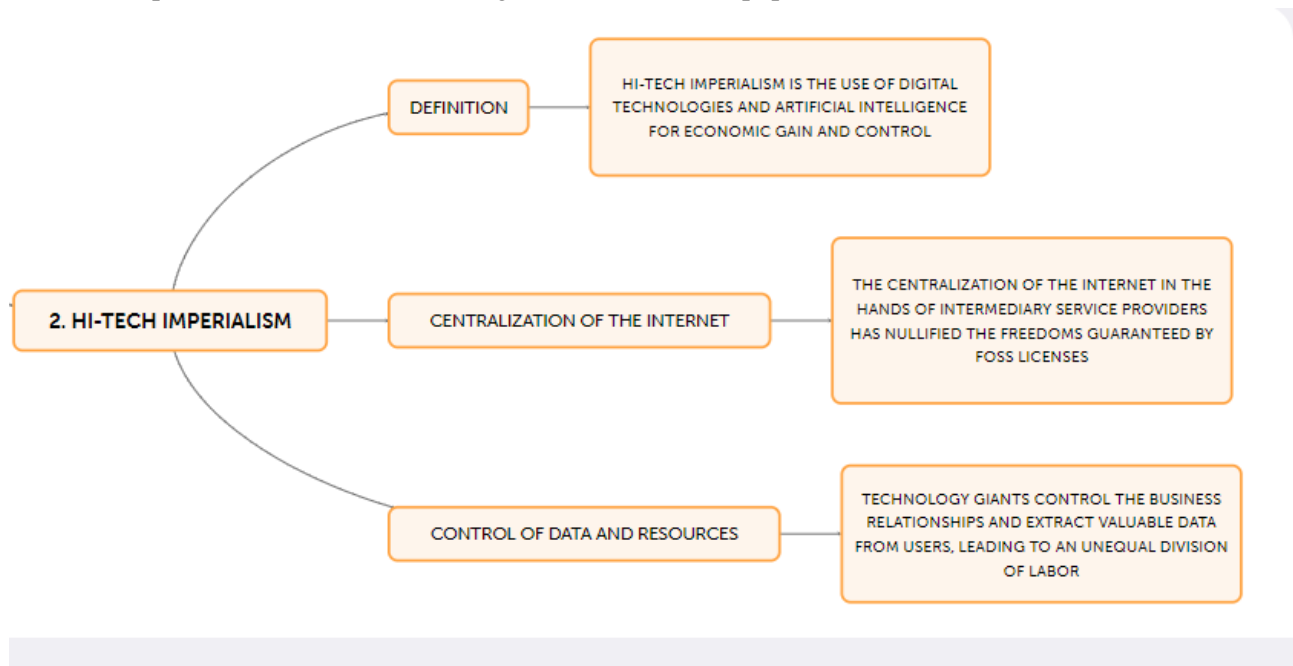 DEFINITION
HI-TECH IMPERIALISM IS THE USE OF DIGITAL
TECHNOLOGIES AND ARTIFICIAL INTELLIGENCE
FOR ECONOMIC GAIN AND CONTROL
2. HI-TECH IMPERIALISM
CENTRALIZATION OF THE INTERNET
THE CENTRALIZATION OF THE INTERNET IN THE
HANDS OF INTERMEDIARY SERVICE PROVIDERS
HAS NULLIFIED THE FREEDOMS GUARANTEED BY
FOSS LICENSES
CONTROL OF DATA AND RESOURCES
TECHNOLOGY GIANTS CONTROL THE BUSINESS
RELATIONSHIPS AND EXTRACT VALUABLE DATA
FROM USERS, LEADING TO AN UNEQUAL DIVISION
OF LABOR